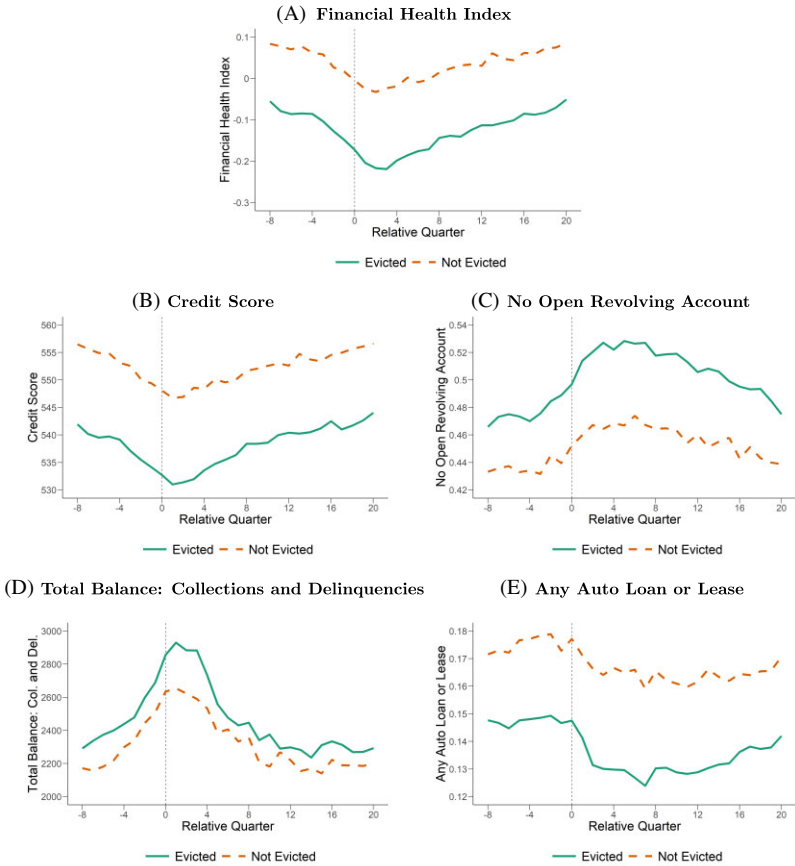 (A) Financial Health Index
Financial Health Index
0.1
0
-0.1
-0.2
-0.3
-8 -4 0 4 8 12 16 20
Relative Quarter
Evicted Not Evicted
(B) Credit Score
Credit Score
560
555
550
545
540
535
530
-8 -4 0 4 8 12 16 20
Relative Quarter
Evicted Not Evicted
(C) No Open Revolving Account
No Open Revolving Account
0.54
0.52
0.5
0.48
0.46
0.44
0.42
-8 -4 0 4 8 12 16 20
Relative Quarter
Evicted Not Evicted
(D) Total Balance: Collections and Delinquencies
Total Balance: Col. and Del.
3000
2800
2600
2400
2200
2000
-8 -4 0 4 8 12 16 20
Relative Quarter
Evicted Not Evicted
(E) Any Auto Loan or Lease
Any Auto Loan or Lease
0.18
0.17
0.16
0.15
0.14
0.13
0.12
-8 -4 0 4 8 12 16 20
Relative Quarter
Evicted Not Evicted